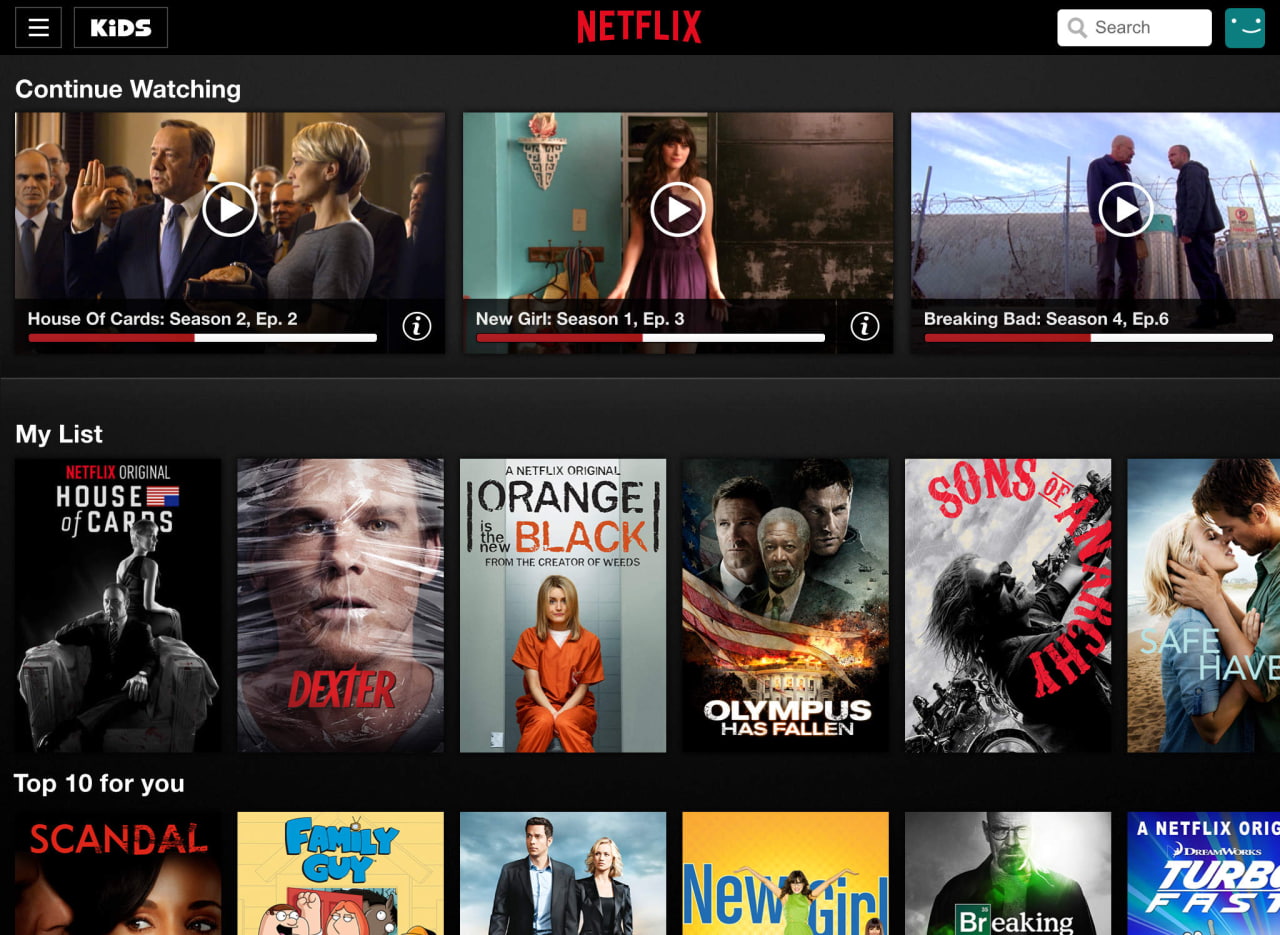 KiDS
NETFLIX
Search
Continue Watching
House Of Cards: Season 2, Ep. 2
New Girl: Season 1, Ep. 3
Breaking Bad: Season 4, Ep.6
My List
NETFLIX ORIGINAL
HOUSE
of CARDS
DEXTER
A NETFLIX ORIGINAL
ORANGE
is the new BLACK
FROM THE CREATOR OF WEEDS
OLYMPUS
HAS FALLEN
SONS OF ANARCHY
SAFE
HAVE
Top 10 for you
SCANDAL
FAMILY
GUY
New Girl
35
Breaking
A NETFLIX ORIG
DREAMWORKS
TURBO
FAST